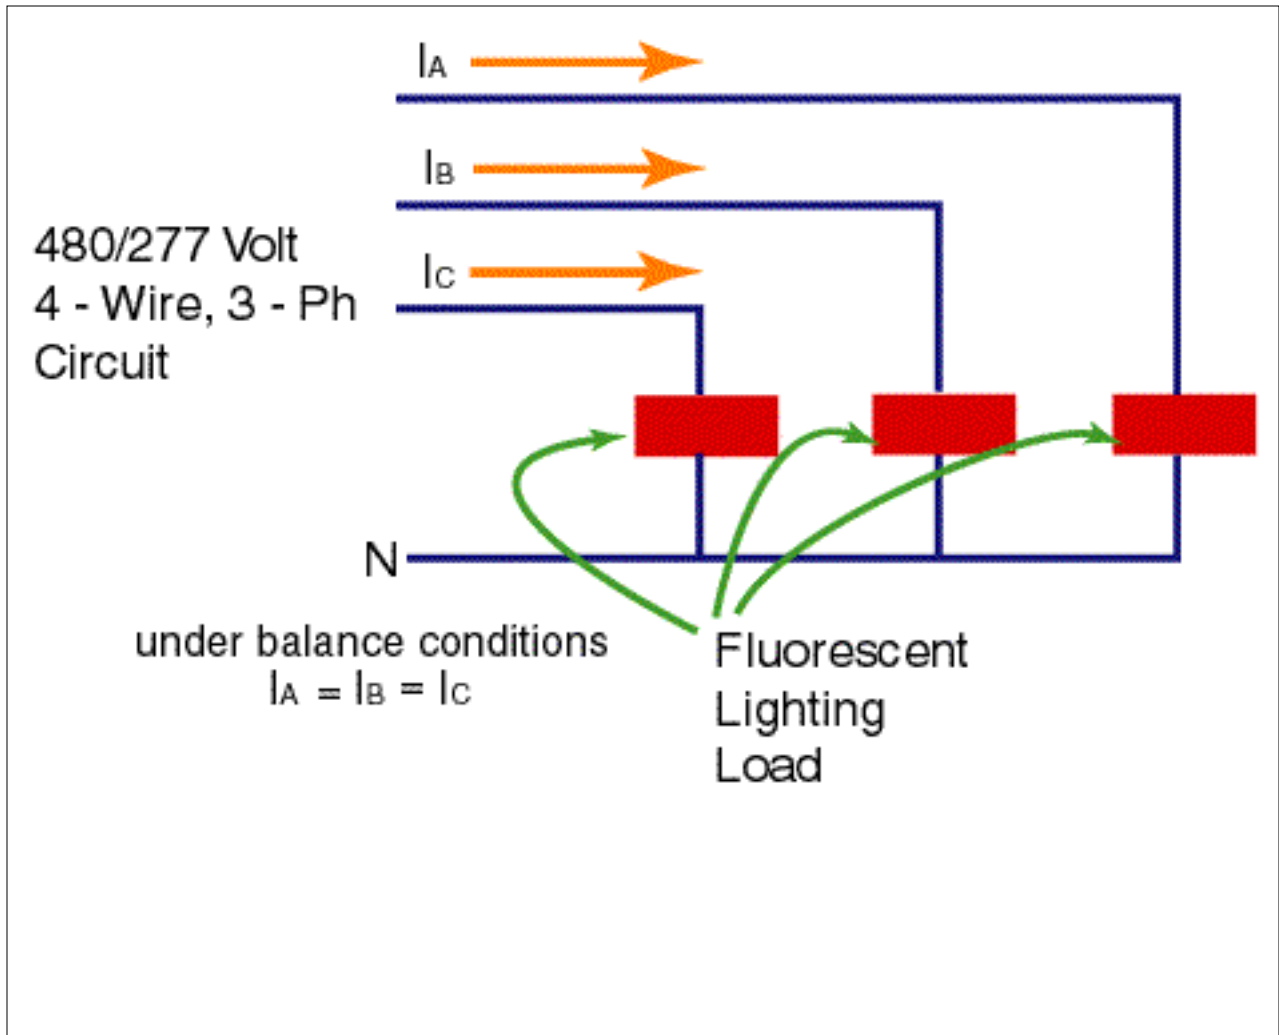 IA
IB
IC
480/277 Volt
4 - Wire, 3 - Ph
Circuit
N
under balance conditions
IA = IB = IC
Fluorescent
Lighting
Load